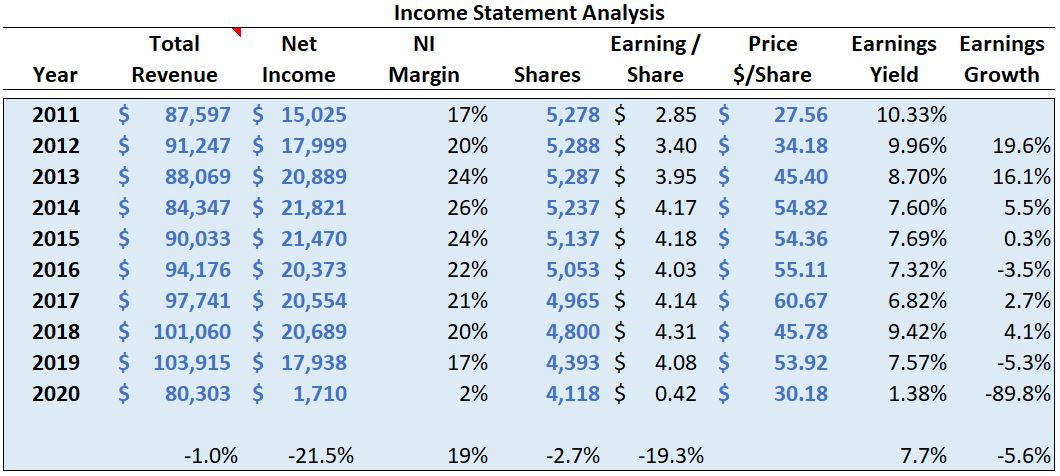 Income Statement Analysis
Total Net NI Earning / Price Earnings Earnings
Year Revenue Income Margin Shares Share $/Share Yield Growth
2011 $ 87,597 $ 15,025 17% 5,278 $ 2.85 $ 27.56 10.33%
2012 $ 91,247 $ 17,999 20% 5,288 $ 3.40 $ 34.18 9.96% 19.6%
2013 $ 88,069 $ 20,889 24% 5,287 $ 3.95 $ 45.40 8.70% 16.1%
2014 $ 84,347 $ 21,821 26% 5,237 $ 4.17 $ 54.82 7.60% 5.5%
2015 $ 90,033 $ 21,470 24% 5,137 $ 4.18 $ 54.36 7.69% 0.3%
2016 $ 94,176 $ 20,373 22% 5,053 $ 4.03 $ 55.11 7.32% -3.5%
2017 $ 97,741 $ 20,554 21% 4,965 $ 4.14 $ 60.67 6.82% 2.7%
2018 $ 101,060 $ 20,689 20% 4,800 $ 4.31 $ 45.78 9.42% 4.1%
2019 $ 103,915 $ 17,938 17% 4,393 $ 4.08 $ 53.92 7.57% -5.3%
2020 $ 80,303 $ 1,710 2% 4,118 $ 0.42 $ 30.18 1.38% -89.8%
-1.0% -21.5% 19% -2.7% -19.3% 7.7% -5.6%